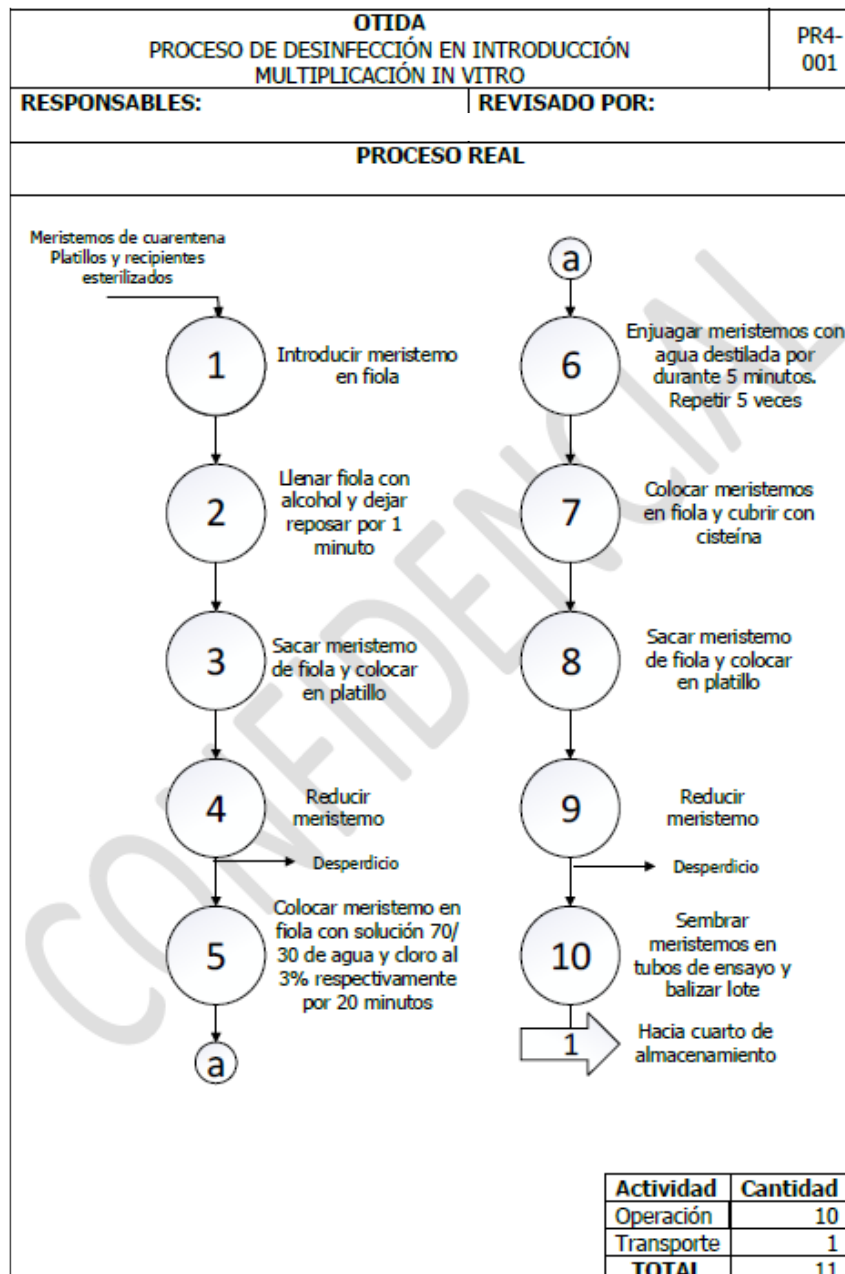 OTIDA
PROCESO DE DESINFECCIÓN EN INTRODUCCIÓN
MULTIPLICACIÓN IN VITRO
PR4-
001
RESPONSABLES:
REVISADO POR:
PROCESO REAL
Meristemos de cuarentena
Platillos y recipientes
esterilizados
1
Introducir meristemo
en fiola
2
Llenar fiola con
alcohol y dejar
reposar por 1
minuto
3
Sacar meristemo
de fiola y colocar
en platillo
4
Reducir
meristemo
Desperdicio
5
Colocar meristemo en
fiola con solución 70/
30 de agua y cloro al
3% respectivamente
por 20 minutos
a
a
6
Enjuagar meristemos con
agua destilada por
durante 5 minutos.
Repetir 5 veces
7
Colocar meristemos
en fiola y cubrir con
cisteína
8
Sacar meristemo
de fiola y colocar
en platillo
9
Reducir
meristemo
Desperdicio
10
Sembrar
meristemos en
tubos de ensayo y
balizar lote
1
Hacia cuarto de
almacenamiento
CONFIDENCIAL
Actividad Cantidad
Operación 10
Transporte 1
TOTAL 11